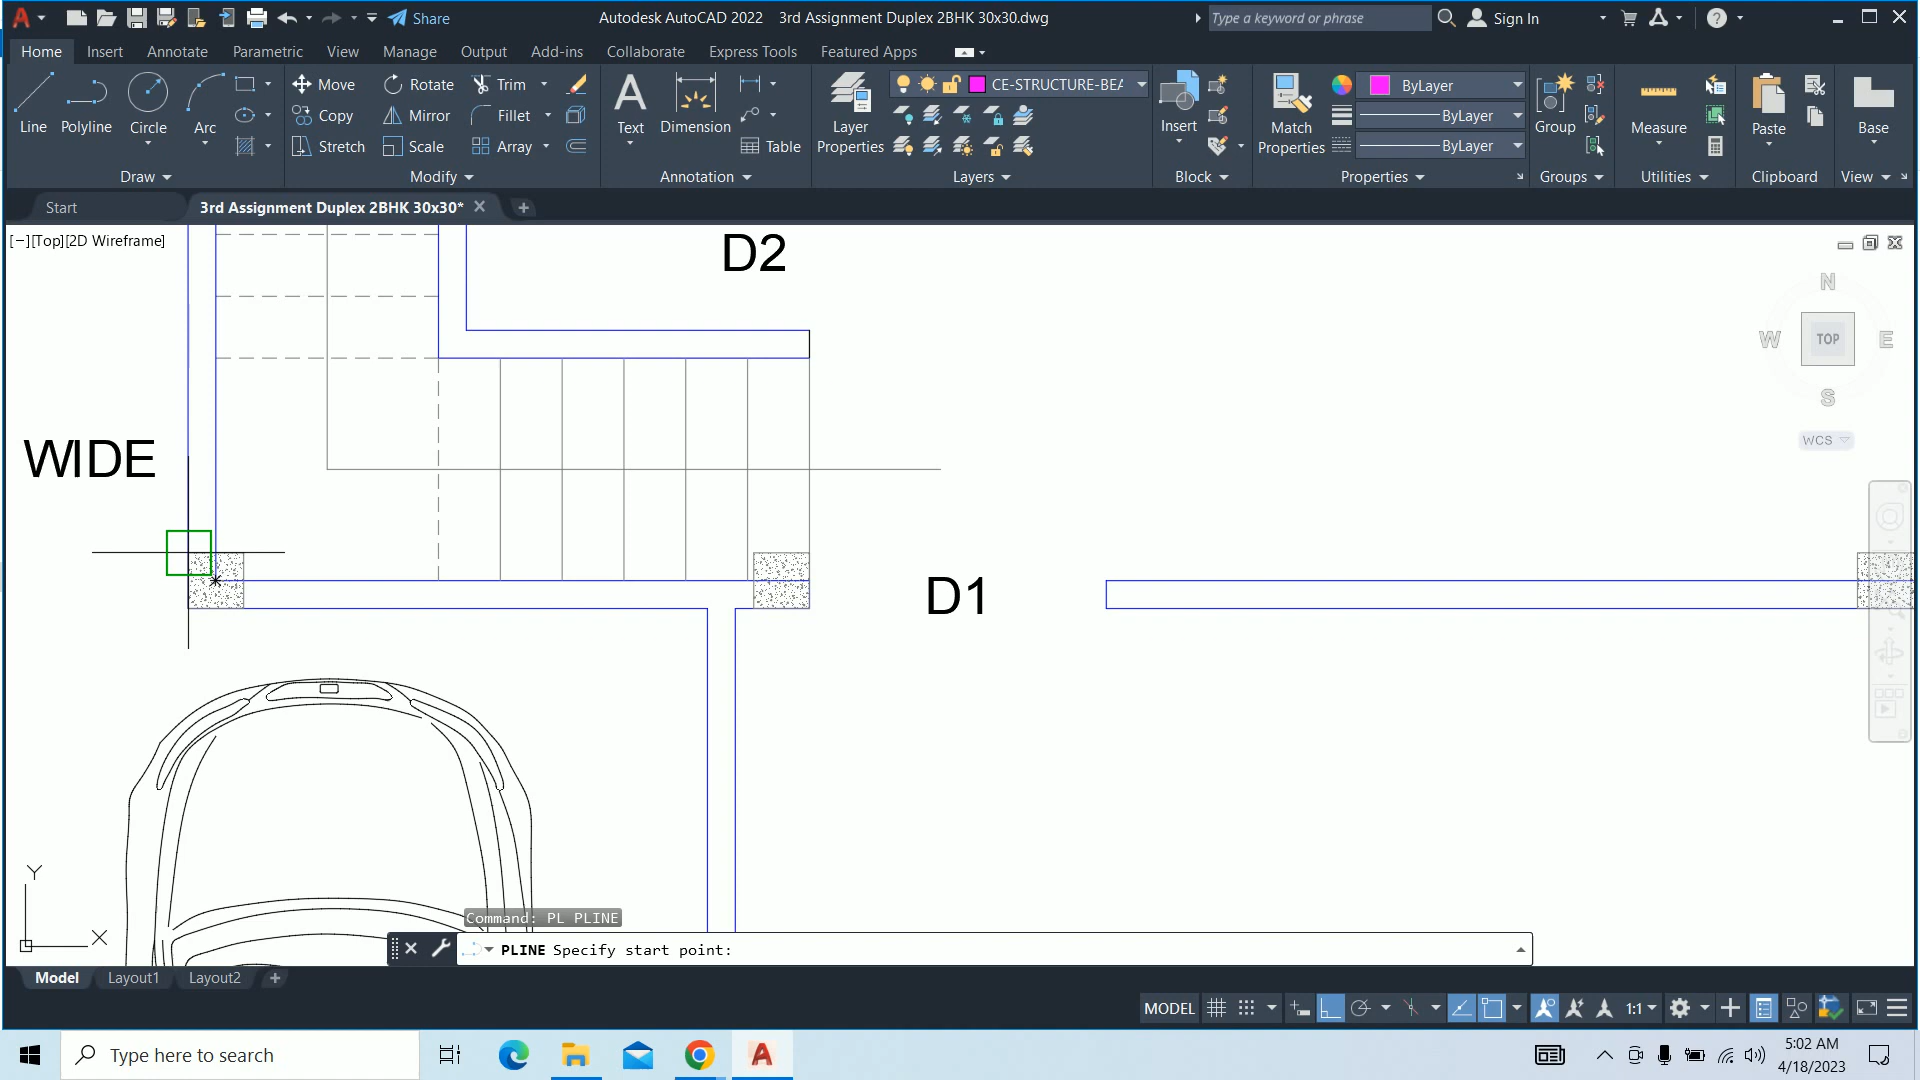 Share
Autodesk AutoCAD 2022 3rd Assignment Duplex 2BHK 30x30.dwg
Type a keyword or phrase
Sign In
Home Insert Annotate Parametric View Manage Output Add-ins Collaborate Express Tools Featured Apps
Line Polyline Circle Arc
Move Rotate Trim
Copy Mirror Fillet
Stretch Scale Array
Text Dimension Table
Layer Properties
CE-STRUCTURE-BEA
Insert
Match Properties
ByLayer
ByLayer
ByLayer
Group
Measure
Paste
Base
Draw Modify Annotation Layers Block Properties Groups Utilities Clipboard View
Start 3rd Assignment Duplex 2BHK 30x30*
[−][Top][2D Wireframe]
D2
N
W TOP E
S
WCS
WIDE
D1
Y
X
Command: PL PLINE
PLINE Specify start point:
Model Layout1 Layout2
MODEL 1:1
Type here to search
5:02 AM
4/18/2023